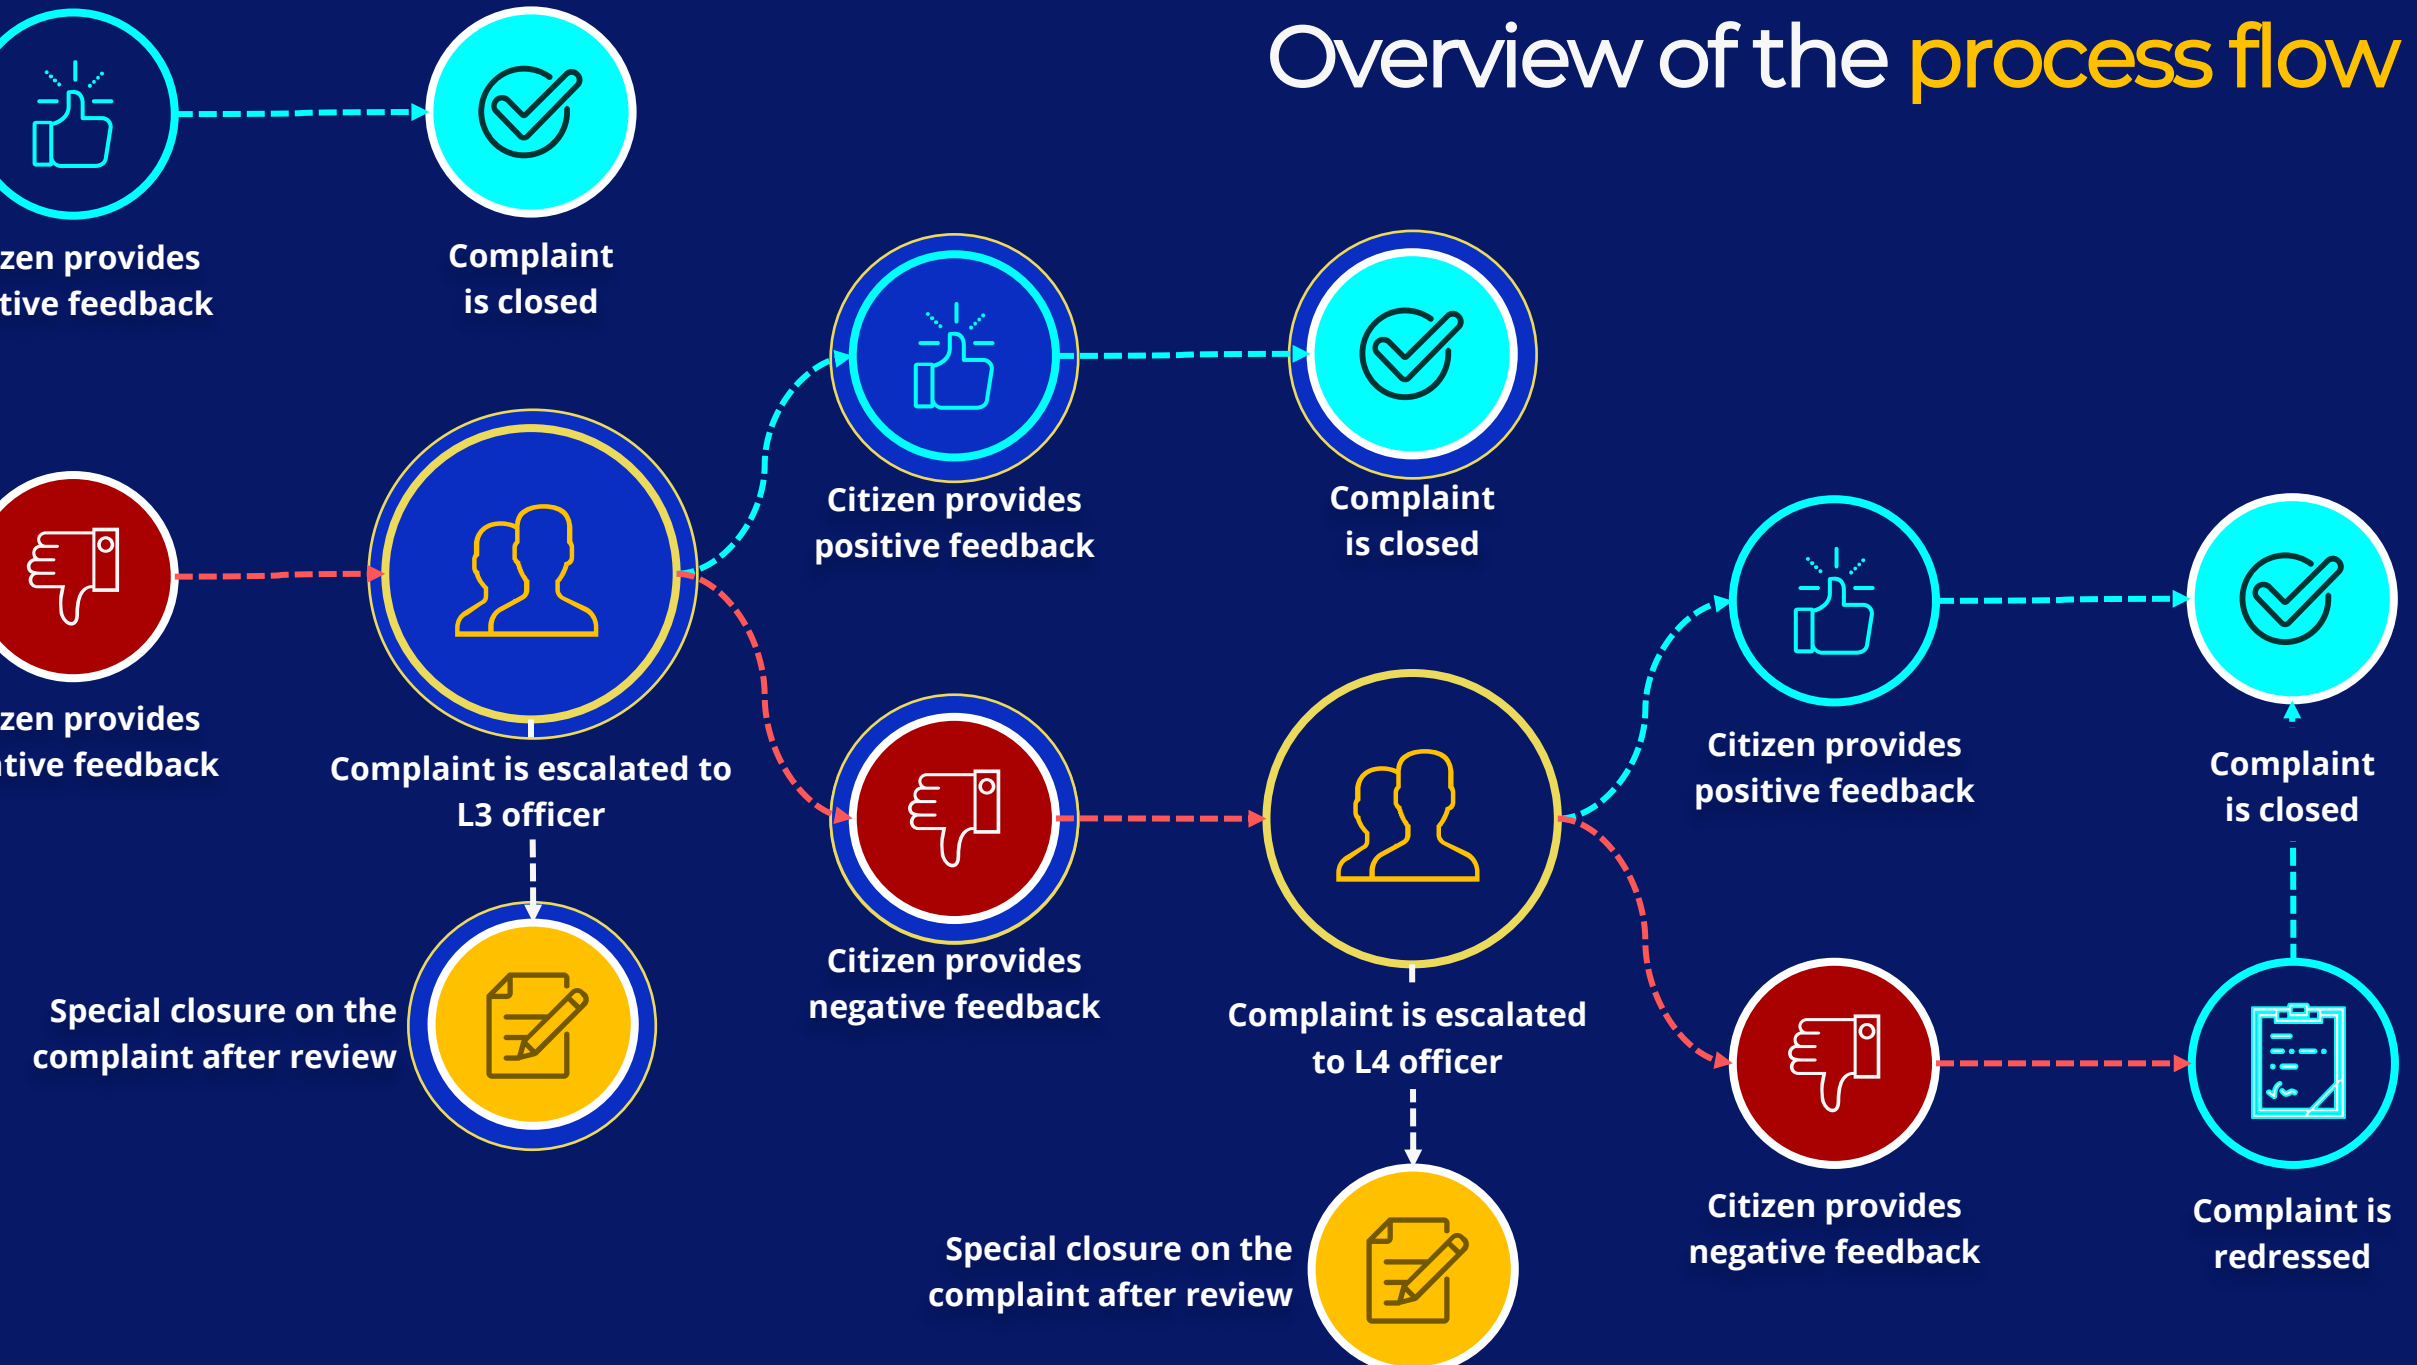 Overview of the process flow
zen provides
tive feedback
Complaint
is closed
Citizen provides
positive feedback
Complaint
is closed
zen provides
tive feedback
Complaint is escalated to
L3 officer
Citizen provides
positive feedback
Complaint
is closed
Special closure on the
complaint after review
Citizen provides
negative feedback
Complaint is escalated
to L4 officer
Special closure on the
complaint after review
Citizen provides
negative feedback
Complaint is
redressed